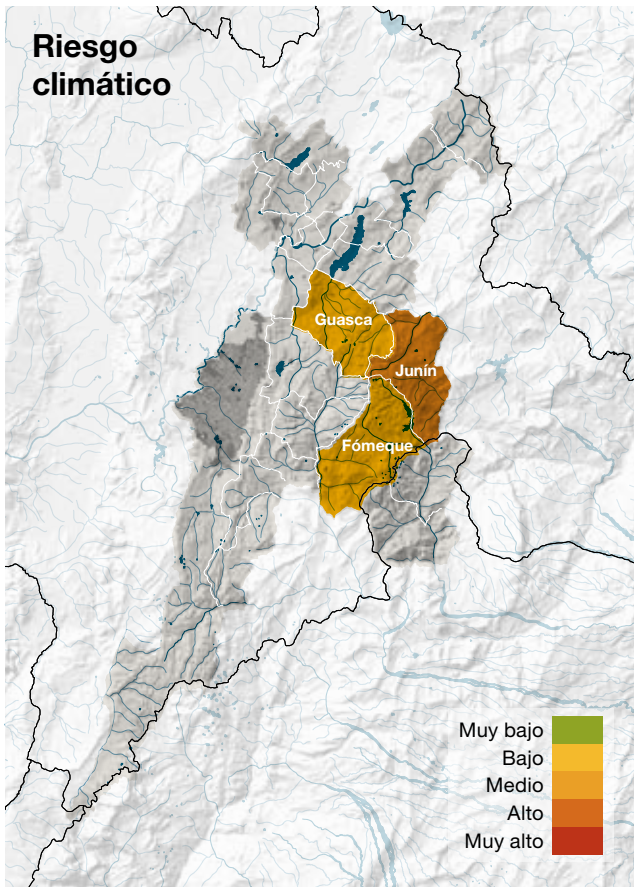 Riesgo
climático
Guasca
Junín
Fómeque
Muy bajo
Bajo
Medio
Alto
Muy alto